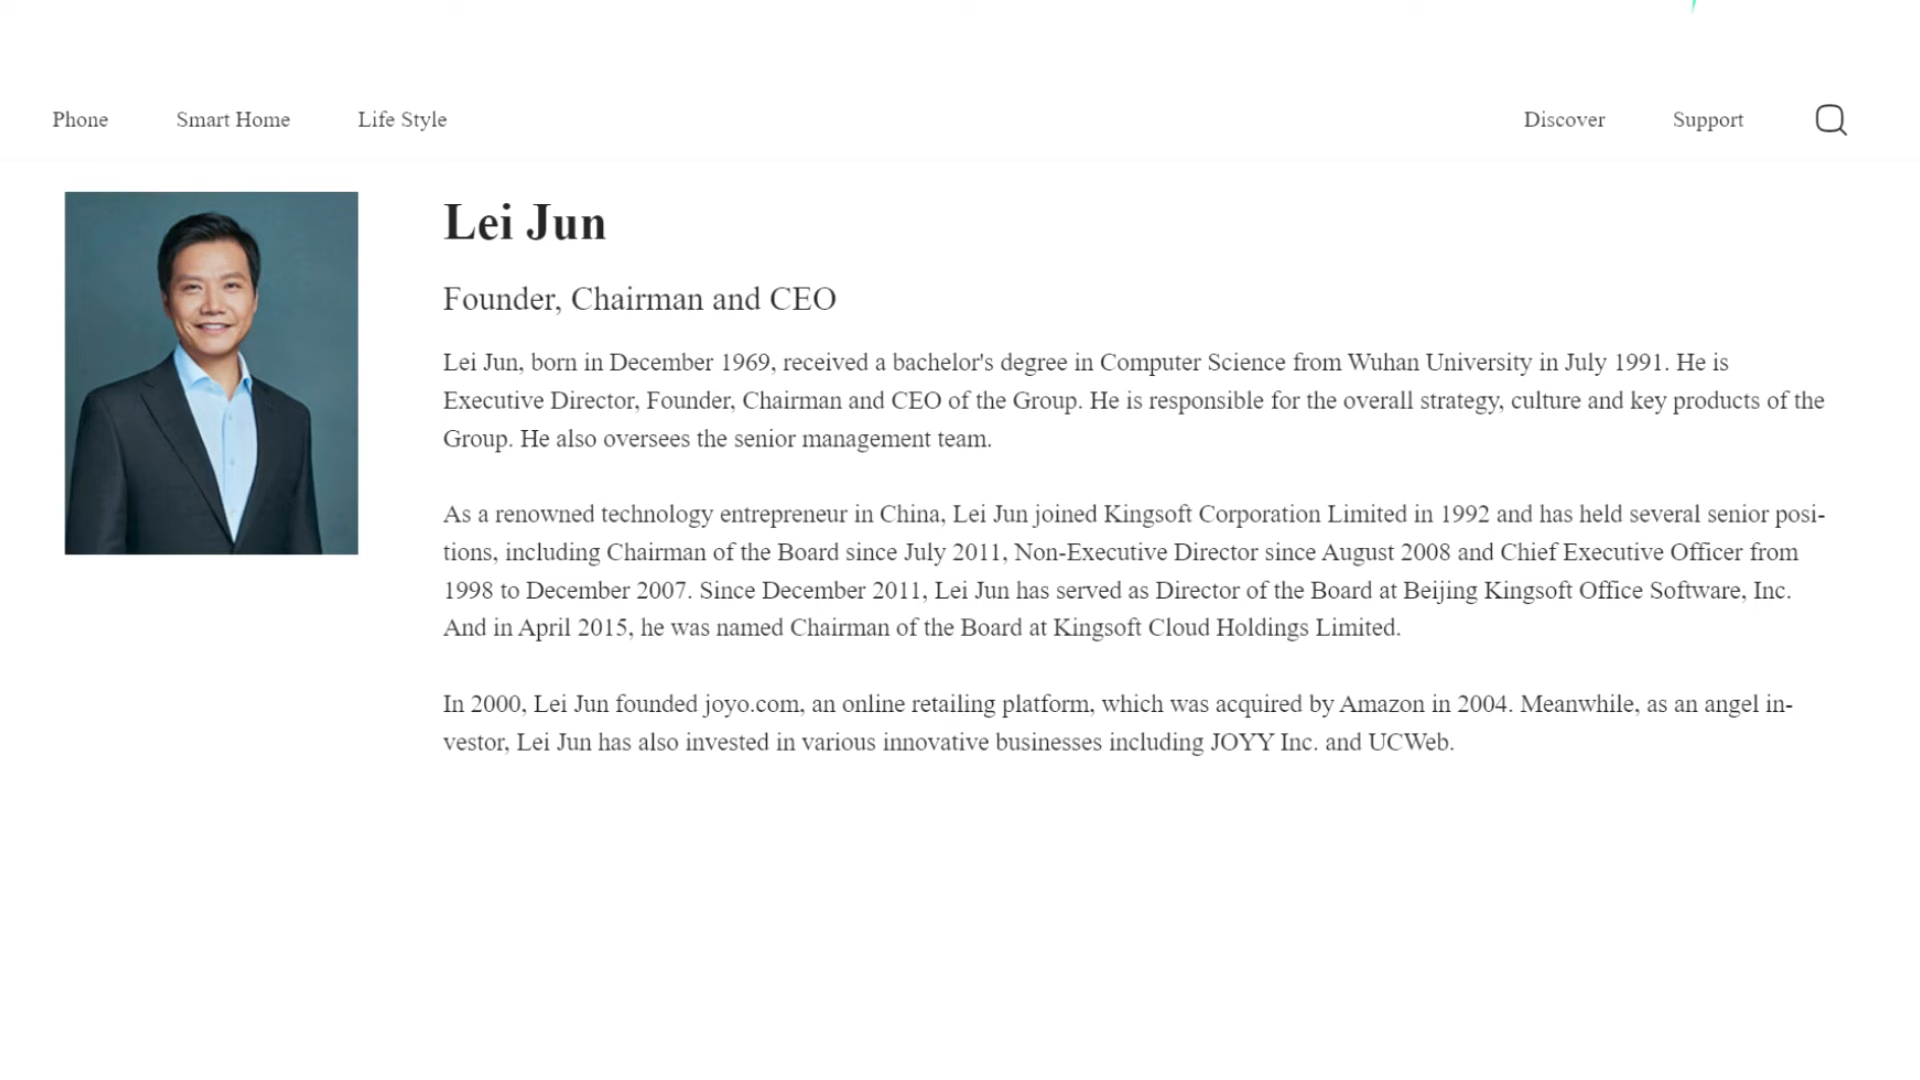 Phone Smart Home Life Style Discover Support
Lei Jun
Founder, Chairman and CEO
Lei Jun, born in December 1969, received a bachelor's degree in Computer Science from Wuhan University in July 1991. He is
Executive Director, Founder, Chairman and CEO of the Group. He is responsible for the overall strategy, culture and key products of the
Group. He also oversees the senior management team.
As a renowned technology entrepreneur in China, Lei Jun joined Kingsoft Corporation Limited in 1992 and has held several senior posi-
tions, including Chairman of the Board since July 2011, Non-Executive Director since August 2008 and Chief Executive Officer from
1998 to December 2007. Since December 2011, Lei Jun has served as Director of the Board at Beijing Kingsoft Office Software, Inc.
And in April 2015, he was named Chairman of the Board at Kingsoft Cloud Holdings Limited.
In 2000, Lei Jun founded joyo.com, an online retailing platform, which was acquired by Amazon in 2004. Meanwhile, as an angel in-
vestor, Lei Jun has also invested in various innovative businesses including JOYY Inc. and UCWeb.